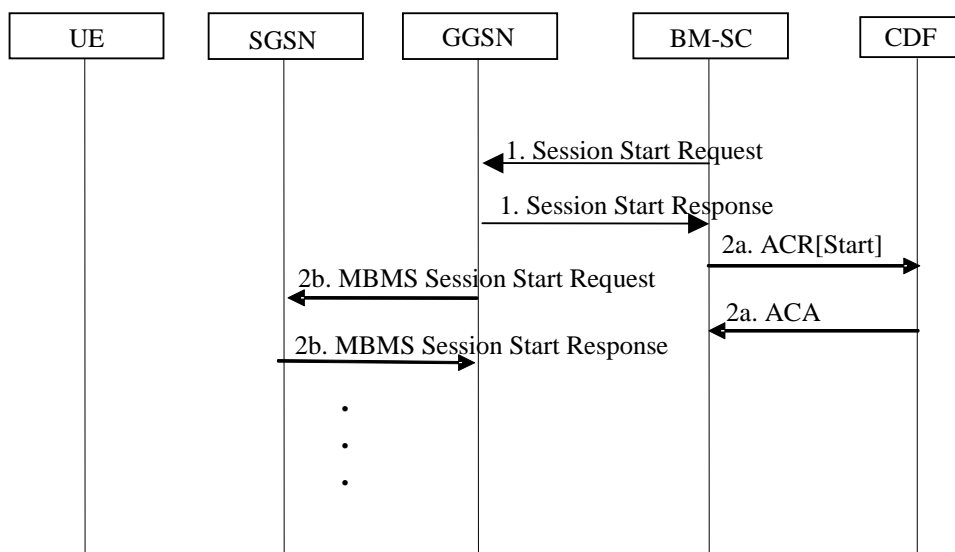 UE
SGSN
GGSN
BM-SC
CDF
1. Session Start Request
1. Session Start Response
2a. ACR[Start]
2b. MBMS Session Start Request
2a. ACA
2b. MBMS Session Start Response